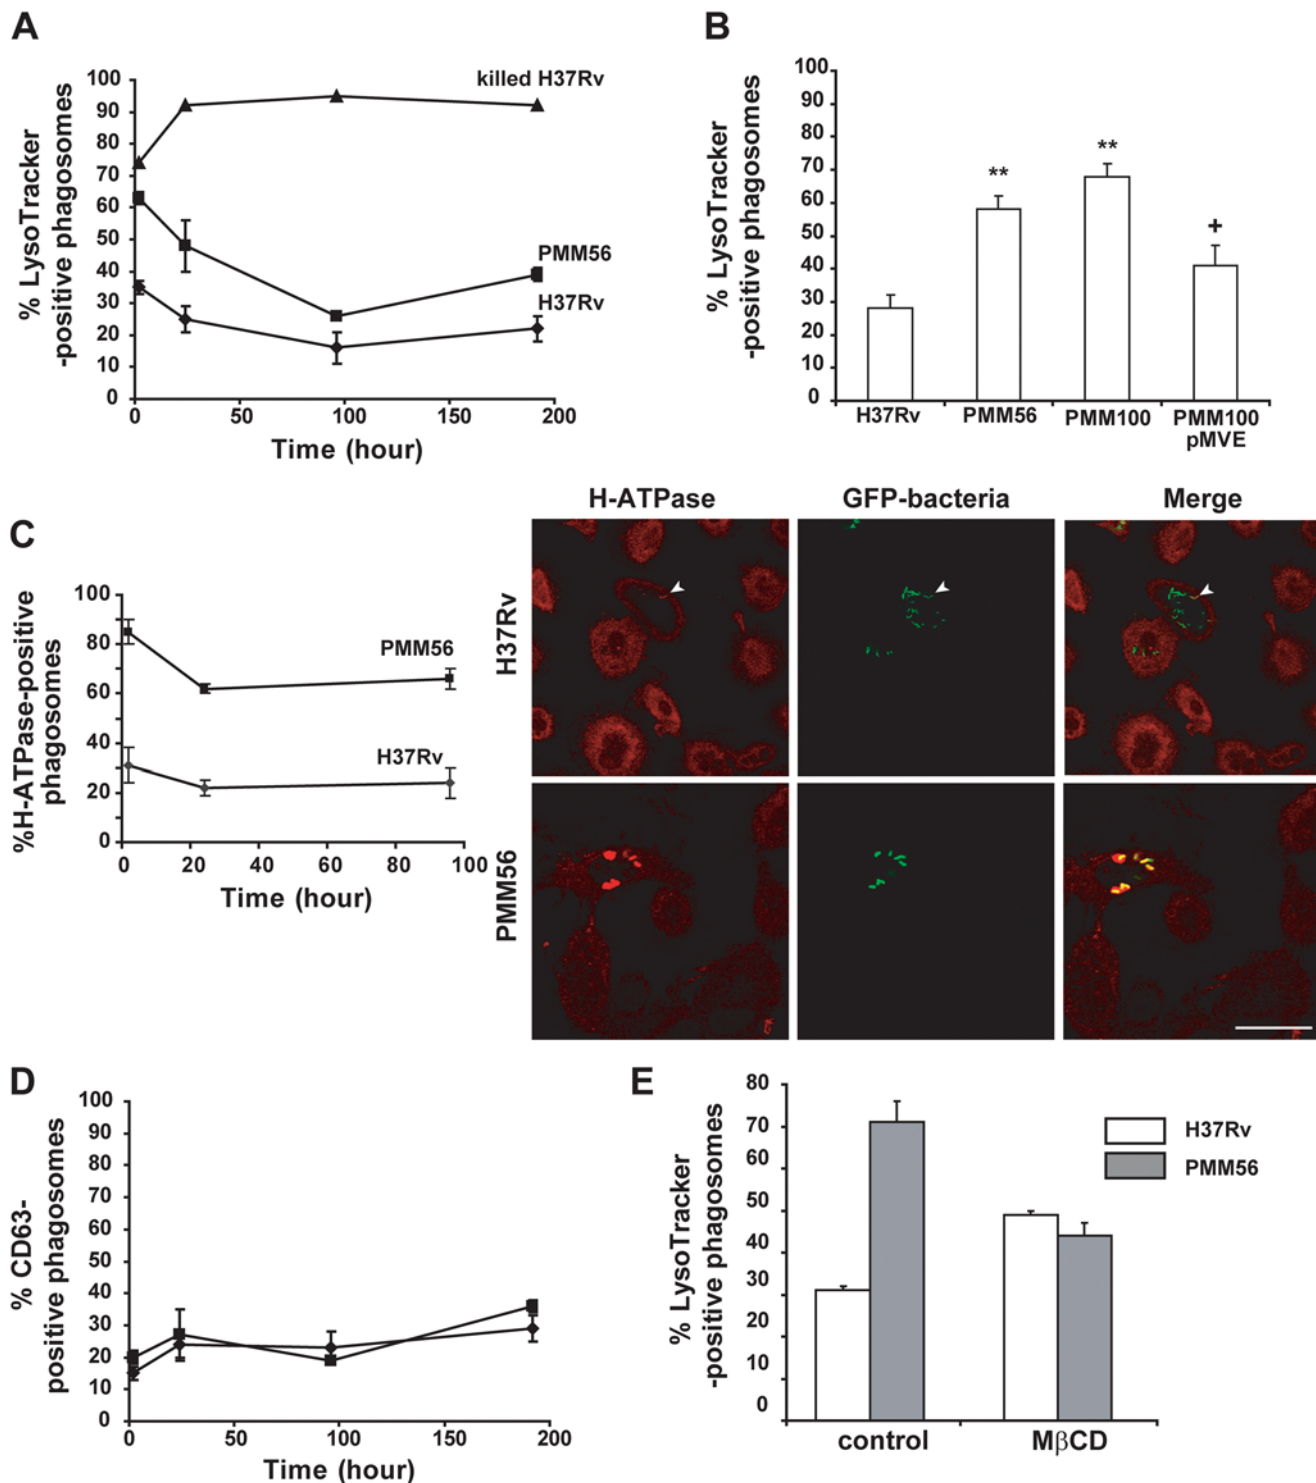 A
% LysoTracker
-positive phagosomes
100
90
80
70
60
50
40
30
20
10
0
killed H37Rv
PMM56
H37Rv
0 50 100 150 200
Time (hour)
B
% LysoTracker
-positive phagosomes
100
90
80
70
60
50
40
30
20
10
0
**
**
+
H37Rv PMM56 PMM100 PMM100
pMVE
C
%H-ATPase-positive
phagosomes
100
80
60
40
20
0
PMM56
H37Rv
0 20 40 60 80 100
Time (hour)
H-ATPase GFP-bacteria Merge
H37Rv
PMM56
D
% CD63-
positive phagosomes
100
90
80
70
60
50
40
30
20
10
0
0 50 100 150 200
Time (hour)
E
% LysoTracker
-positive phagosomes
80
70
60
50
40
30
20
10
0
H37Rv
PMM56
control MβCD